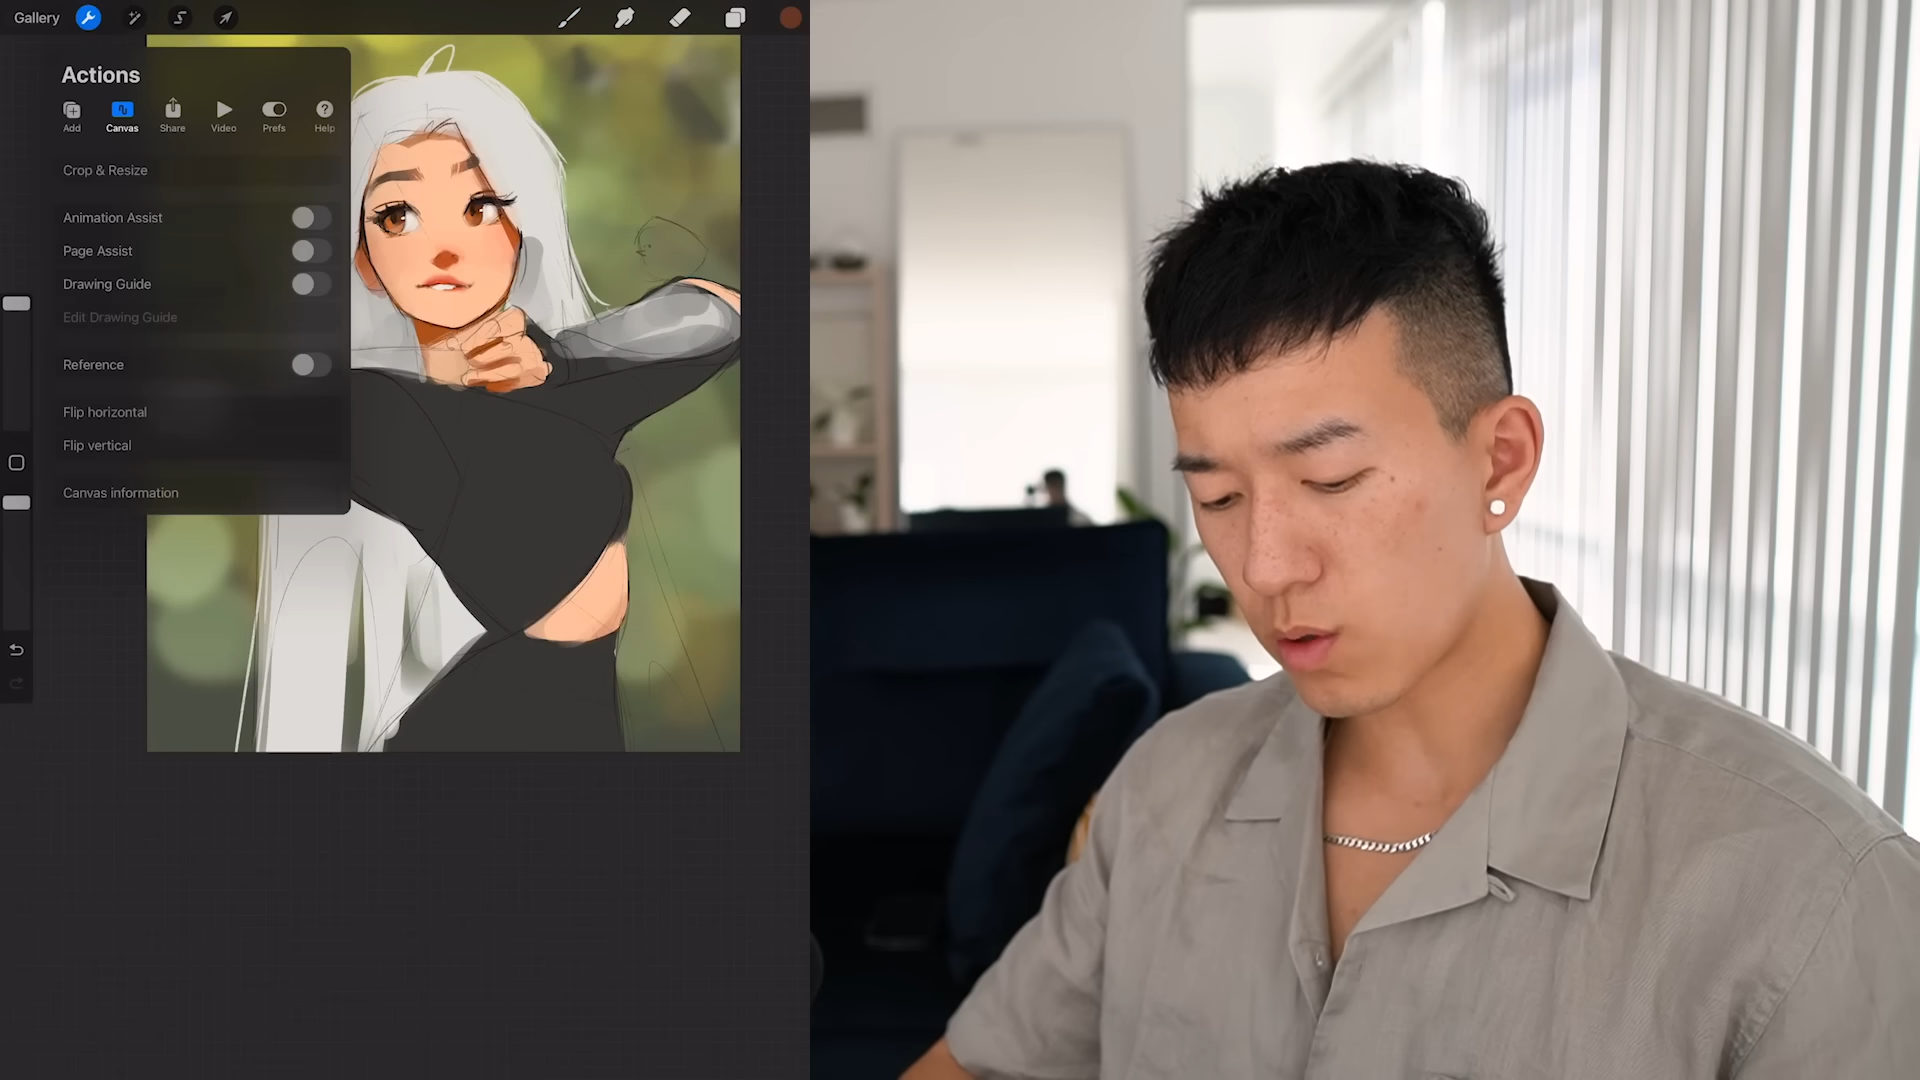 Gallery
Actions
Add Canvas Share Video Prefs Help
Crop & Resize
Animation Assist
Page Assist
Drawing Guide
Edit Drawing Guide
Reference
Flip horizontal
Flip vertical
Canvas information